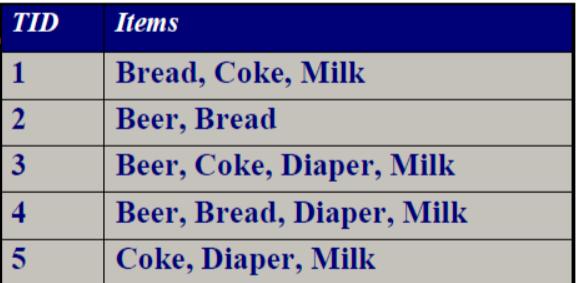 TID Items
1 Bread, Coke, Milk
2 Beer, Bread
3 Beer, Coke, Diaper, Milk
4 Beer, Bread, Diaper, Milk
5 Coke, Diaper, Milk